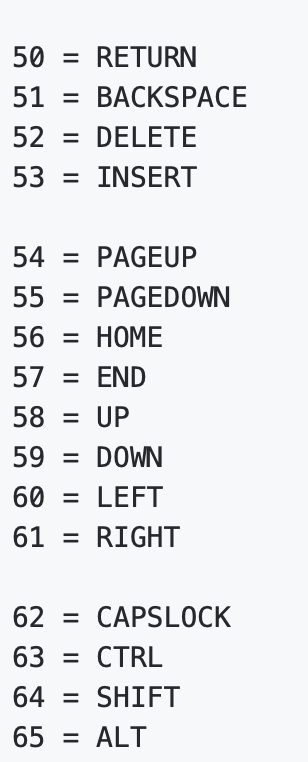 50 = RETURN
51 = BACKSPACE
52 = DELETE
53 = INSERT
54 = PAGEUP
55 = PAGEDOWN
56 = HOME
57 = END
58 = UP
59 = DOWN
60 = LEFT
61 = RIGHT
62 = CAPSLOCK
63 = CTRL
64 = SHIFT
65 = ALT